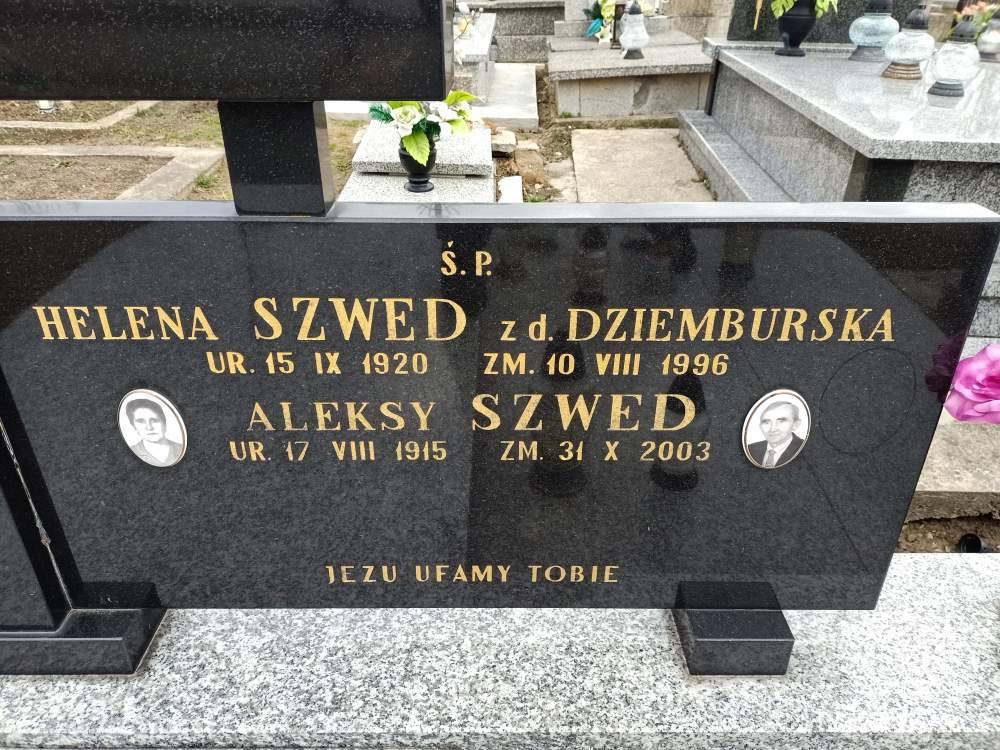 Ś. P.
HELENA SZWED zd. DZIEMBURSKA
UR. 15 IX 1920 ZM. 10 VIII 1996
ALEKSY SZWED
UR. 17 VIII 1915 ZM. 31 X 2003
JEZU UFAMY TOBIE